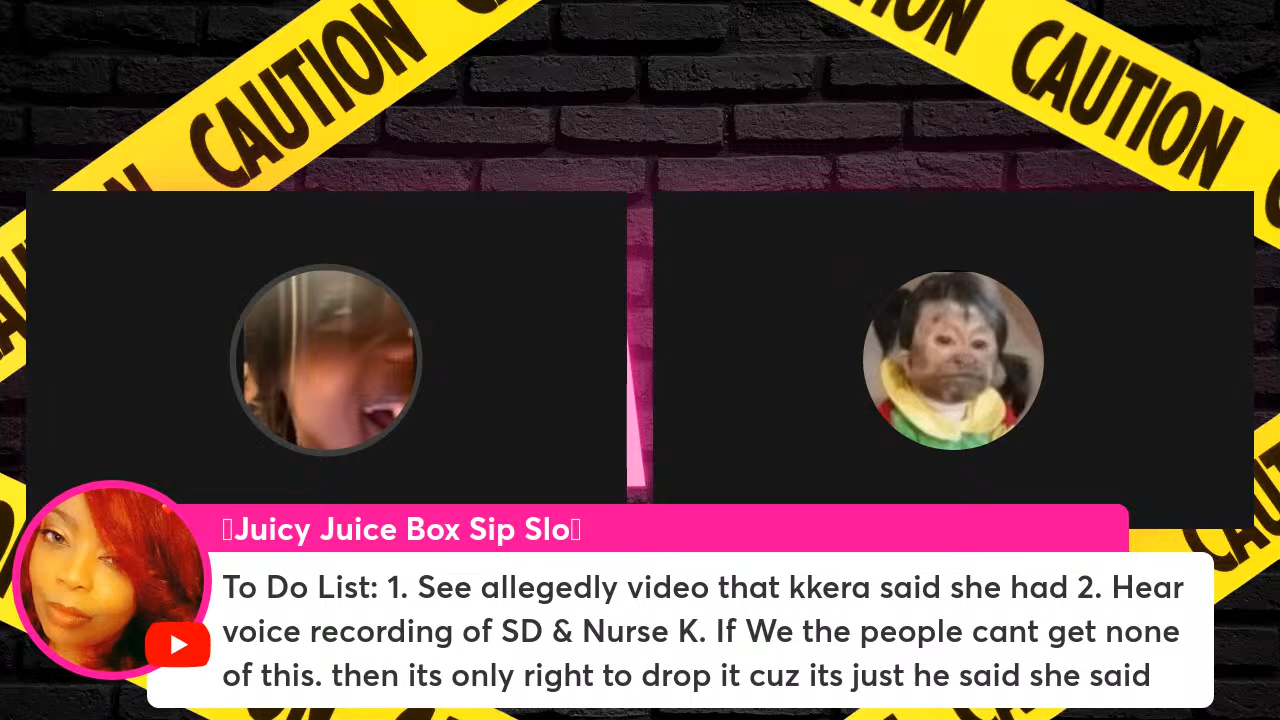 CAUTION
CAUTION
▯Juicy Juice Box Sip Slo▯
To Do List: 1. See allegedly video that kkera said she had 2. Hear
voice recording of SD & Nurse K. If We the people cant get none
of this. then its only right to drop it cuz its just he said she said